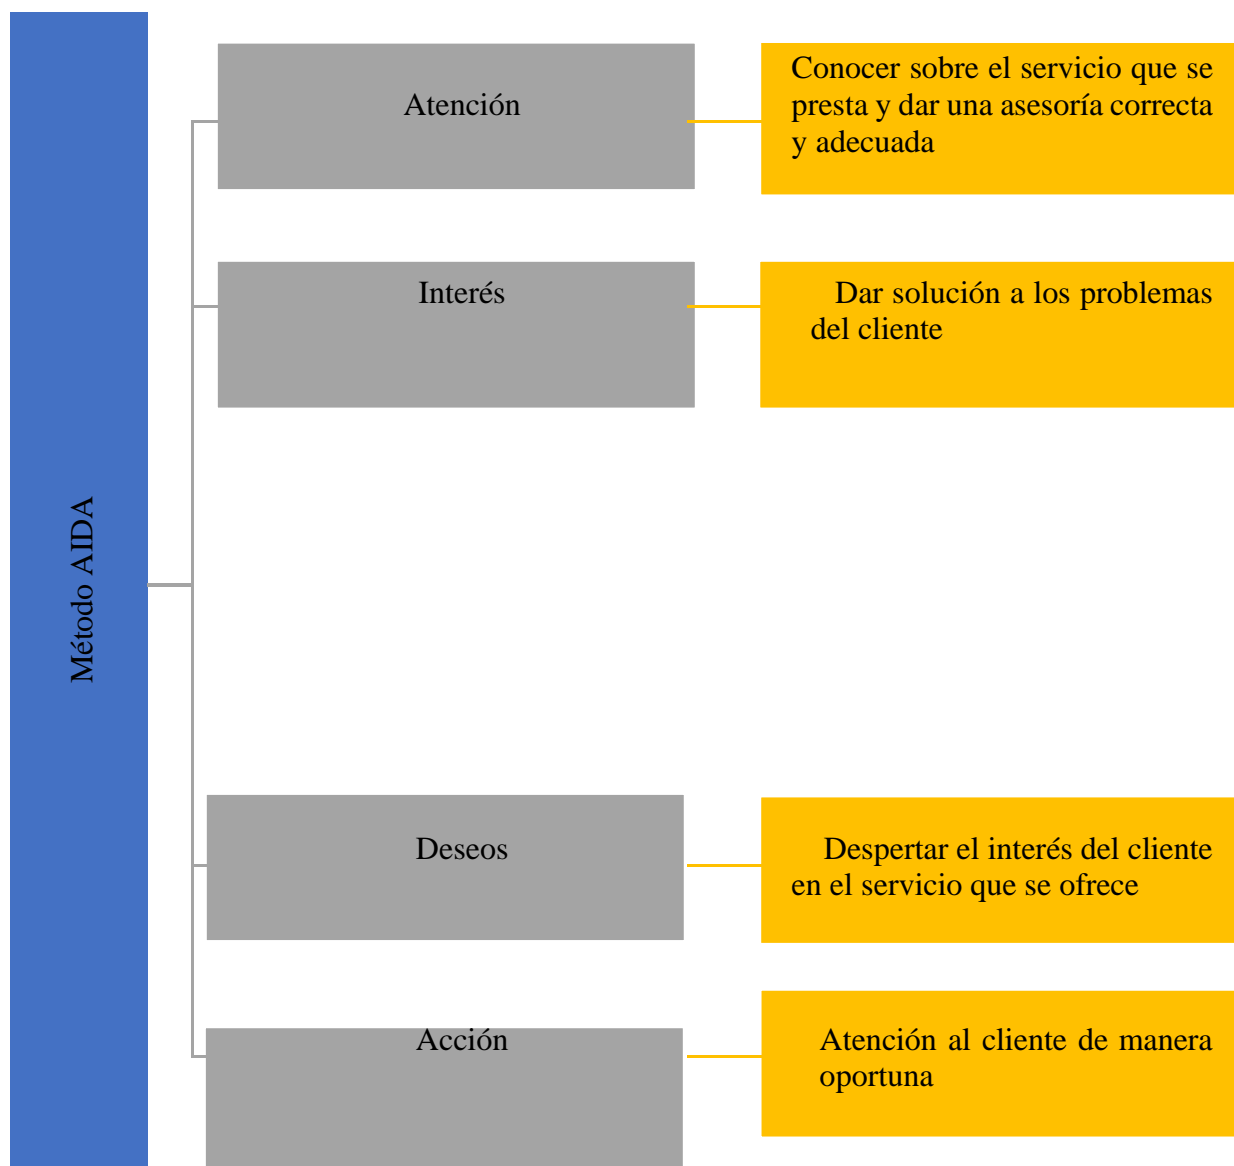 Método AIDA
Atención
Conocer sobre el servicio que se
presta y dar una asesoría correcta
y adecuada
Interés
Dar solución a los problemas
del cliente
Deseos
Despertar el interés del cliente
en el servicio que se ofrece
Acción
Atención al cliente de manera
oportuna